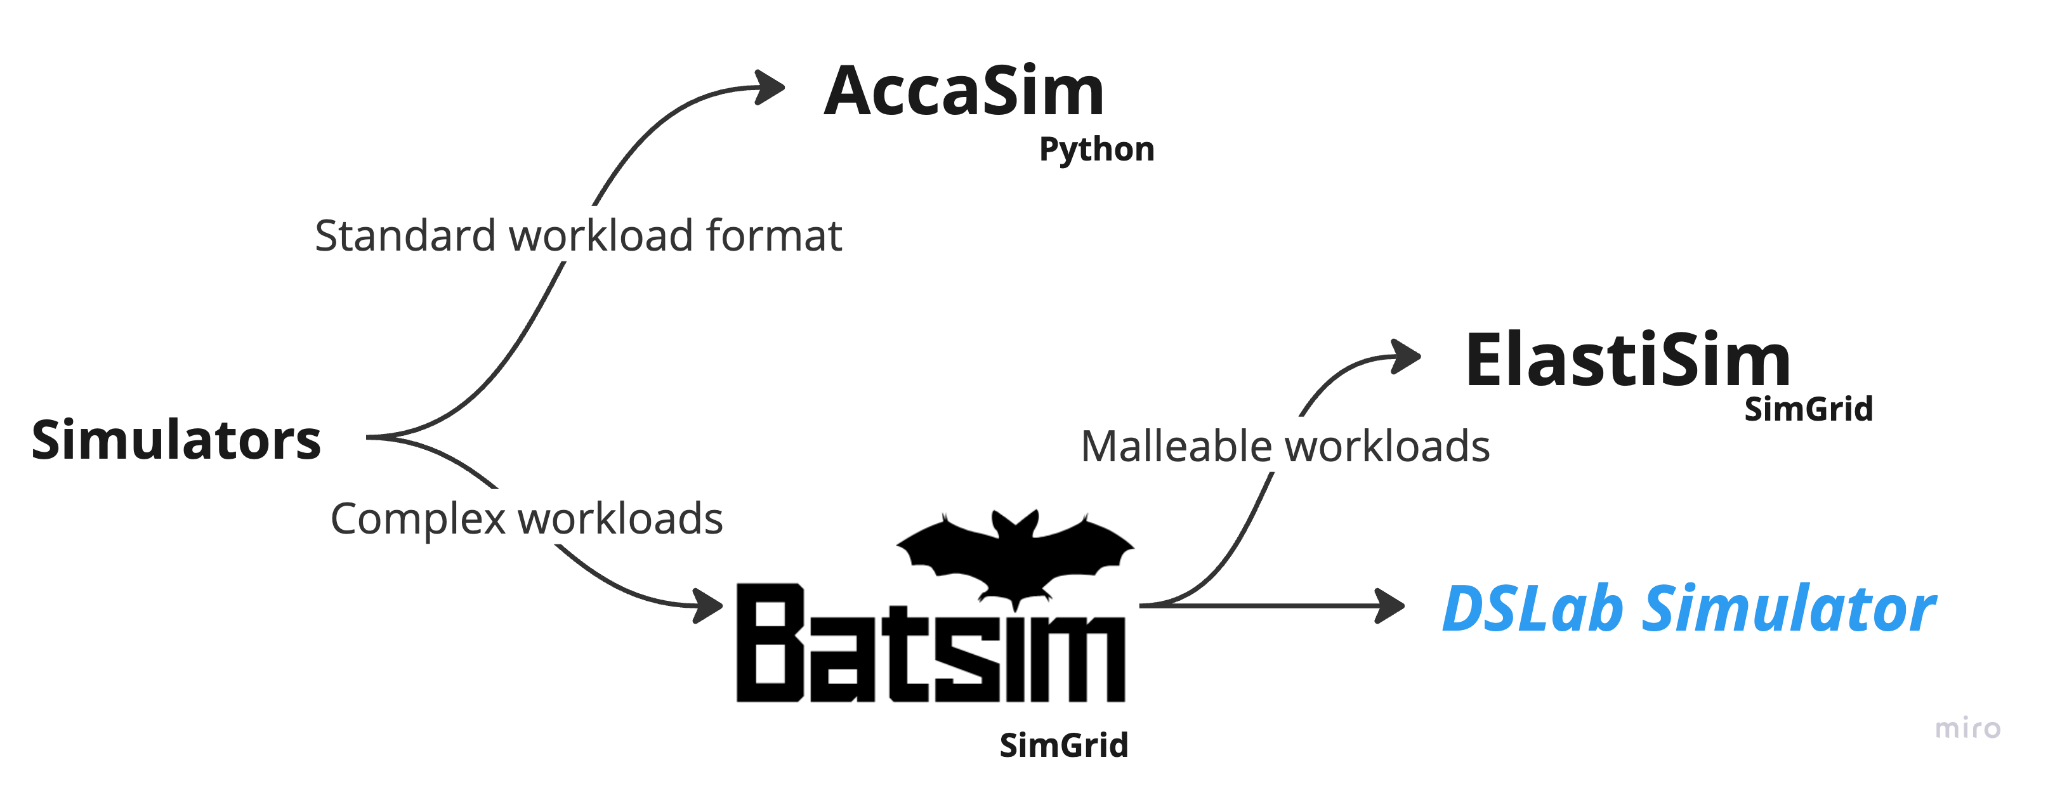 AccaSim
Python
Standard workload format
ElastiSim
SimGrid
Simulators
Malleable workloads
Complex workloads
Batsim
SimGrid
DSLab Simulator
miro